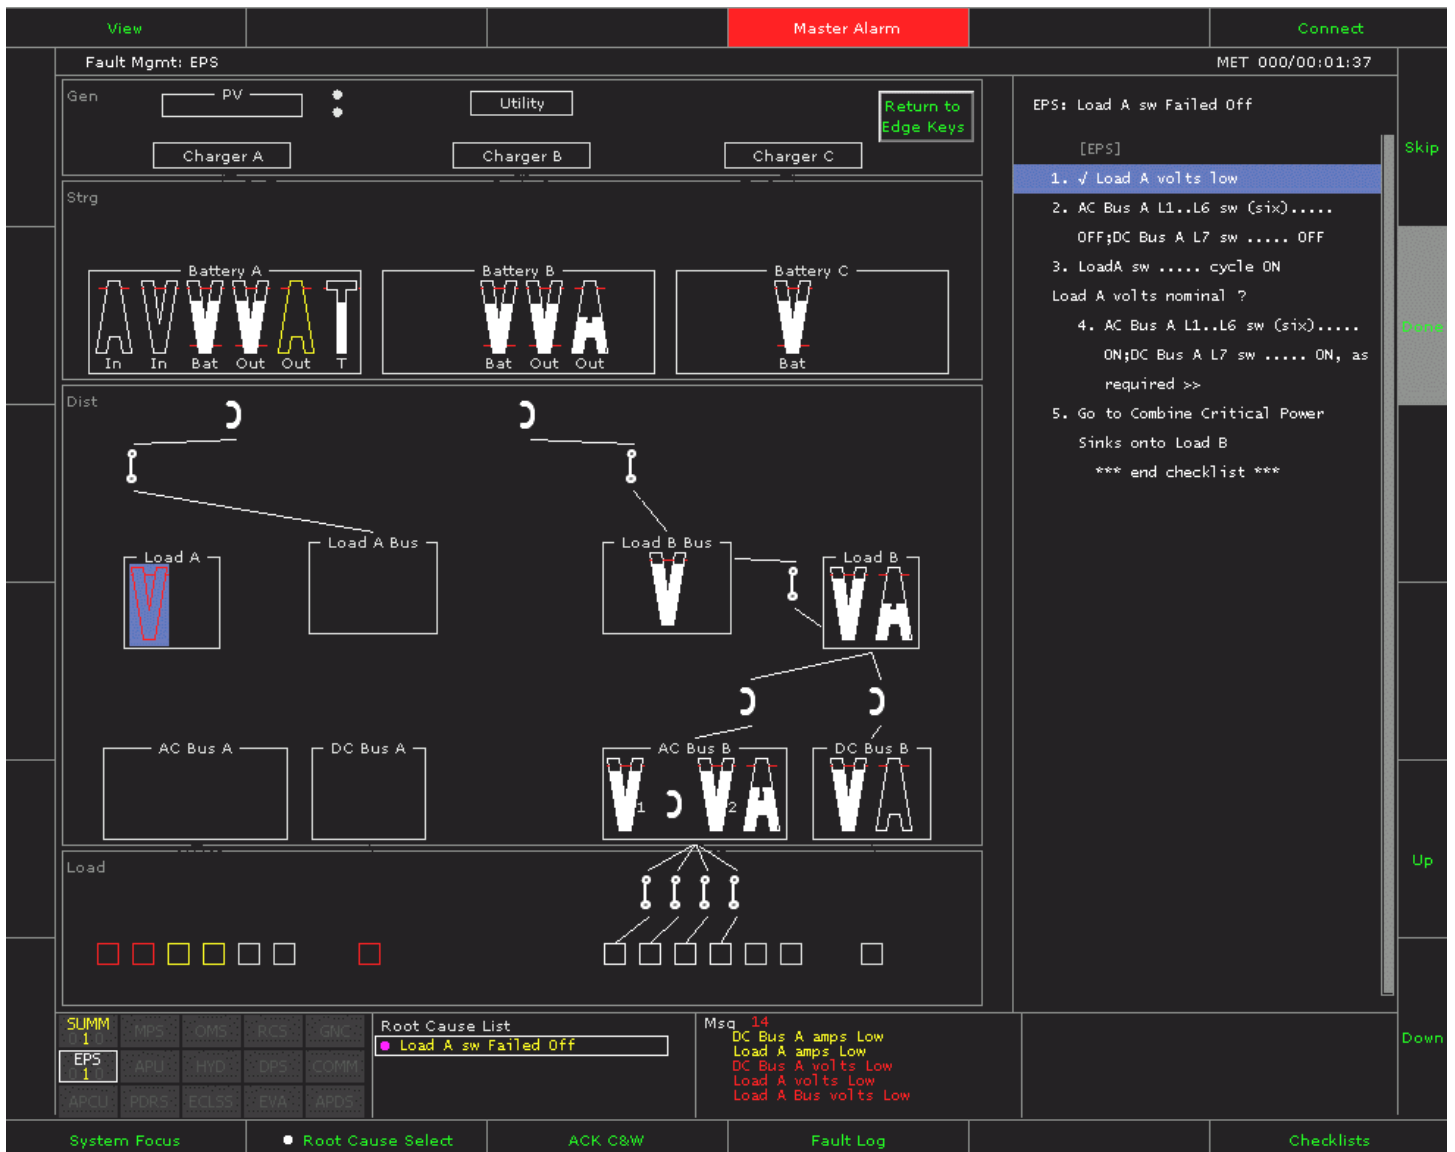 View
Master Alarm
Connect
Fault Mgmt: EPS
MET 000/00:01:37
Gen
PV
Utility
Return to
Edge Keys
Charger A
Charger B
Charger C
Strg
Battery A
Battery B
Battery C
A V V V A T
V V A
V
In In Bat Out Out T
Bat Out Out
Bat
Dist
Load A
Load A Bus
Load B Bus
Load B
V
V
V A
AC Bus A
DC Bus A
AC Bus B
DC Bus B
V 1 V 2 A
V A
Load
EPS: Load A sw Failed Off
[EPS]
1. √ Load A volts low
2. AC Bus A L1..L6 sw (six).....
OFF;DC Bus A L7 sw ..... OFF
3. LoadA sw ..... cycle ON
Load A volts nominal ?
4. AC Bus A L1..L6 sw (six).....
ON;DC Bus A L7 sw ..... ON, as
required >>
5. Go to Combine Critical Power
Sinks onto Load B
*** end checklist ***
Skip
Done
Up
Down
SUMM
0 1 0
MPS
OMS
RCS
GNC
EPS
0 1 0
APU
HYD
DPS
COMM
APCU
PDRS
ECLSS
EVA
APDS
Root Cause List
Load A sw Failed Off
Msg 14
DC Bus A amps Low
Load A amps Low
DC Bus A volts Low
Load A volts Low
Load A Bus volts Low
System Focus
Root Cause Select
ACK C&W
Fault Log
Checklists